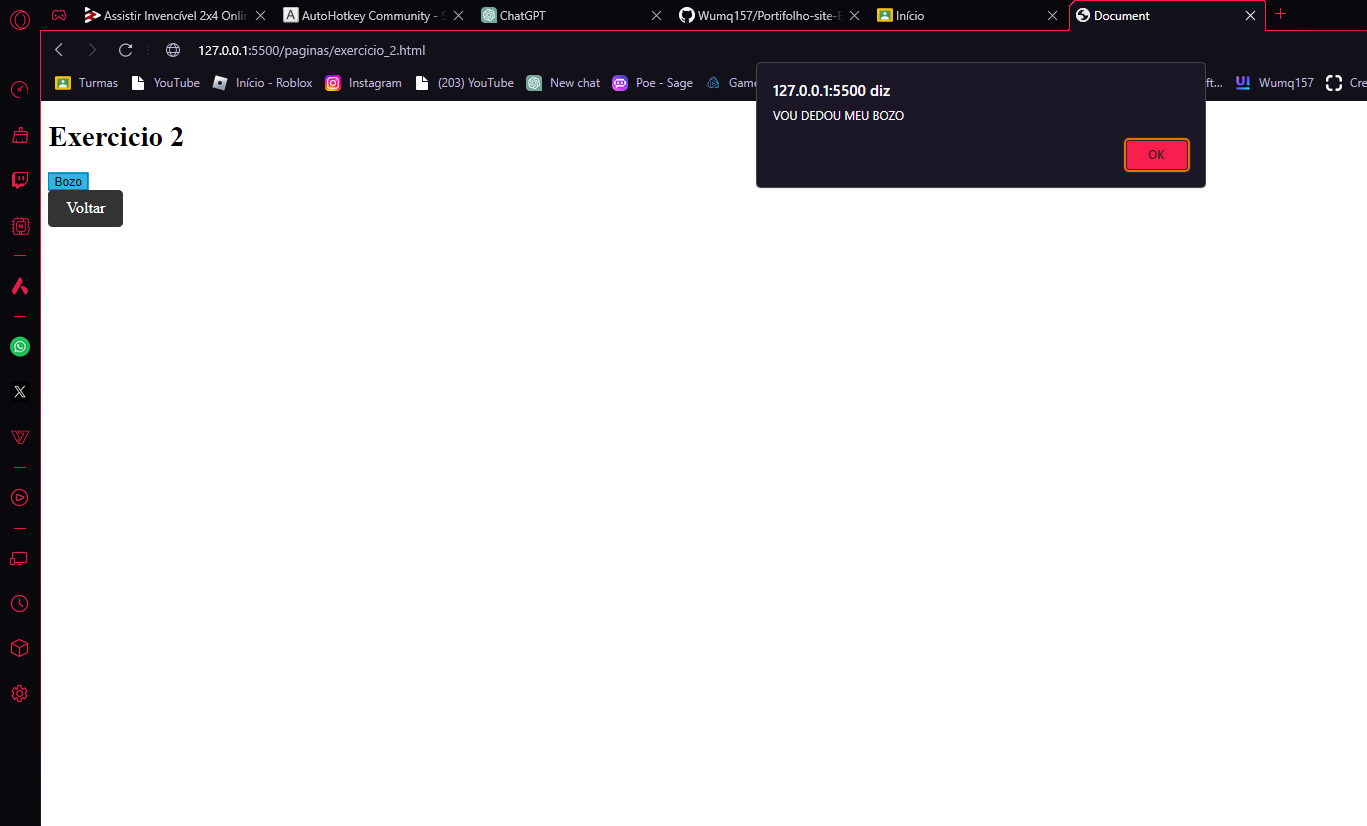 Assistir Invencível 2x4 Onlin
AutoHotkey Community - S
ChatGPT
Wumq157/Portifolho-site-E
Início
Document
127.0.0.1:5500/paginas/exercicio_2.html
Turmas
YouTube
Início - Roblox
Instagram
(203) YouTube
New chat
Poe - Sage
Game
ft...
Wumq157
Cre
127.0.0.1:5500 diz
VOU DEDOU MEU BOZO
OK
Exercicio 2
Bozo
Voltar